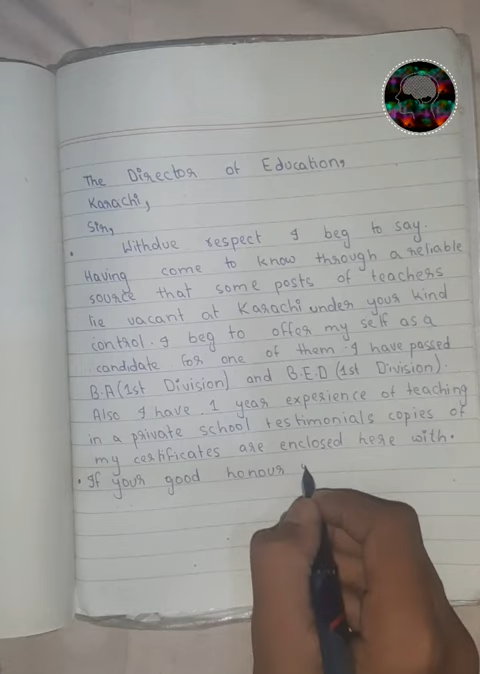 The Director of Education,
Karachi,
Sir,
Withdue respect I beg to say.
Having come to know through a reliable
source that some posts of teachers
lie vacant at Karachi under your kind
control. I beg to offer my self as a
candidate for one of them. I have passed
B.A (1st Division) and B.E.D (1st Division).
Also I have 1 year experience of teaching
in a private school testimonials copies of
my certificates are enclosed here with.
• If your good honour